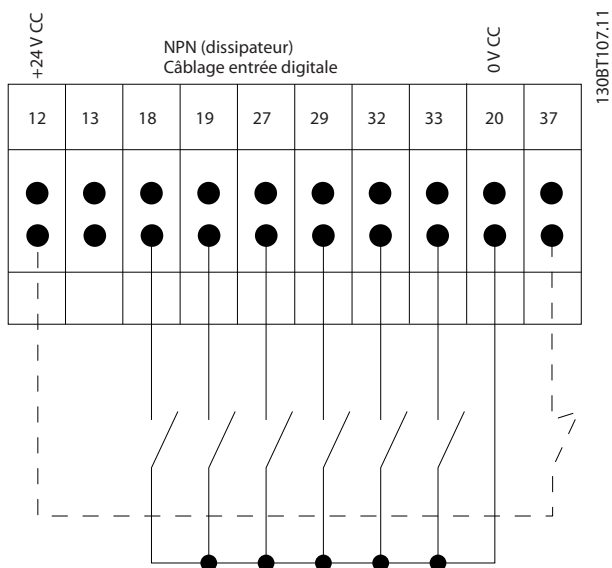 +24 V CC
NPN (dissipateur)
Câblage entrée digitale
0 V CC
130BT107.11
12 13 18 19 27 29 32 33 20 37